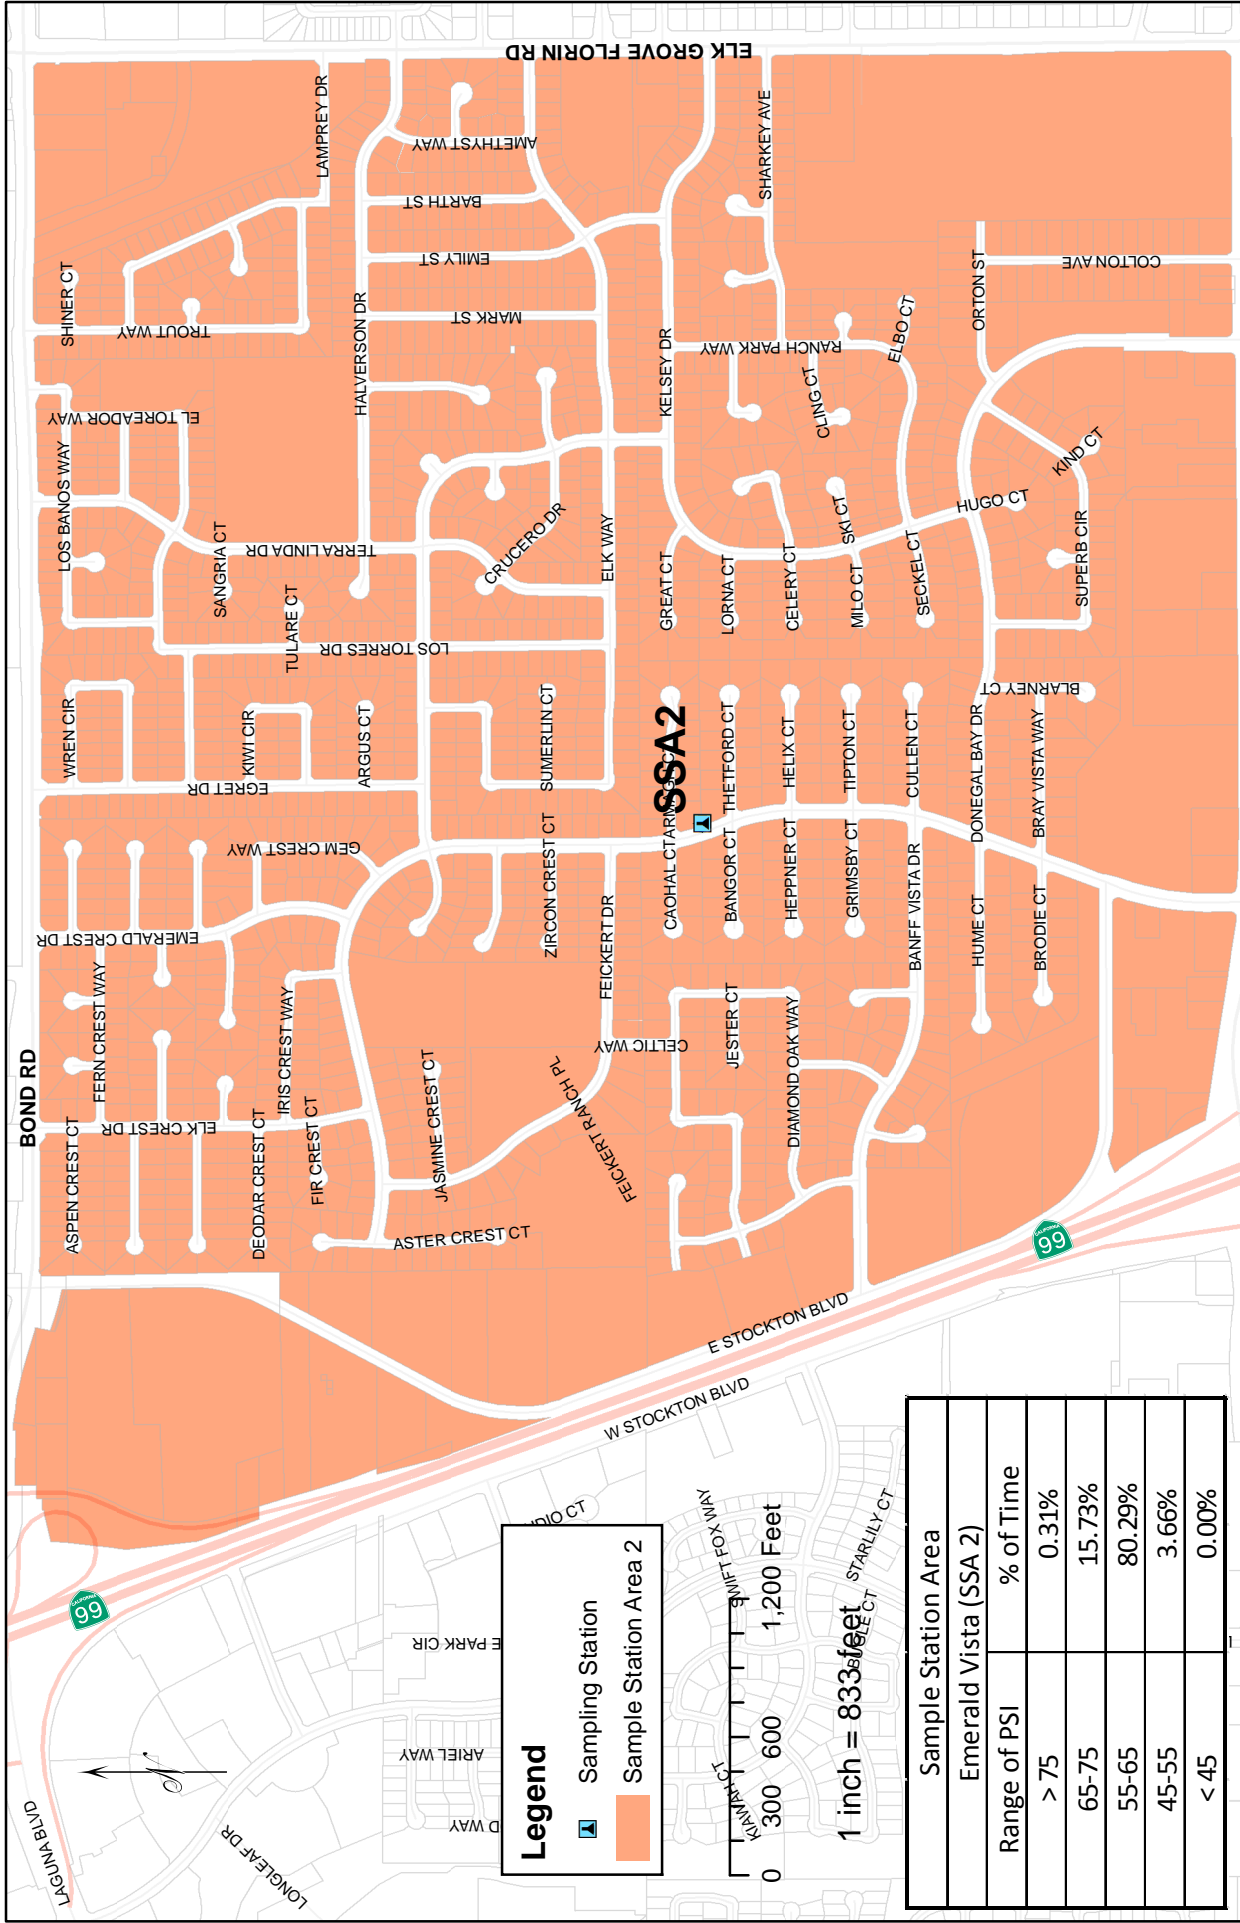 BOND RD
ELK GROVE FLORIN RD
LAGUNA BLVD
LONGLEAF DR
CALIFORNIA
99
ARIEL WAY
D WAY
E PARK CIR
W STOCKTON BLVD
E STOCKTON BLVD
CALIFORNIA
99
ASPEN CREST CT
FERN CREST WAY
ELK CREST DR
EMERALD CREST DR
DEODAR CREST CT
IRIS CREST WAY
FIR CREST CT
GEM CREST WAY
JASMINE CREST CT
ASTER CREST CT
ZIRCON CREST CT
FEICKERT DR
FEICKERT RANCH PL
CELTIC WAY
JESTER CT
DIAMOND OAK WAY
WREN CIR
EGRET DR
KIWI CIR
ARGUS CT
SUMERLIN CT
LOS BANOS WAY
EL TOREADOR WAY
SANGRIA CT
TERRA LINDA DR
TULARE CT
LOS TORRES DR
CRUCERO DR
ELK WAY
SHINER CT
TROUT WAY
LAMPREY DR
HALVERSON DR
AMETHYST WAY
BARTH ST
EMILY ST
MARK ST
KELSEY DR
SHARKEY AVE
RANCH PARK WAY
CLING CT
ELBO CT
ORTON ST
COLTON AVE
GREAT CT
LORNA CT
CELERY CT
MILO CT
SKI CT
SECKEL CT
HUGO CT
KIND CT
SUPERB CIR
SSA2
CAOHAL CT
BANGOR CT
THETFORD CT
HEPPNER CT
HELIX CT
GRIMSBY CT
TIPTON CT
BANFF VISTA DR
CULLEN CT
HUME CT
DONEGAL BAY DR
BLARNEY CT
BRODIE CT
BRAY VISTA WAY
SWIFT FOX WAY
STARLILY CT
BUGLE CT
KIAWAH CT
Legend
Sampling Station
Sample Station Area 2
0 300 600 1,200 Feet
1 inch = 833 feet
Sample Station Area
Emerald Vista (SSA 2)
Range of PSI % of Time
> 75 0.31%
65-75 15.73%
55-65 80.29%
45-55 3.66%
< 45 0.00%